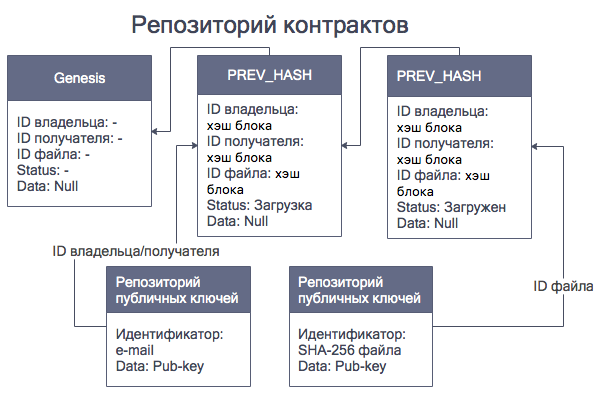 Репозиторий контрактов
Genesis
ID владельца: -
ID получателя: -
ID файла: -
Status: -
Data: Null
PREV_HASH
ID владельца:
хэш блока
ID получателя:
хэш блока
ID файла: хэш
блока
Status: Загрузка
Data: Null
PREV_HASH
ID владельца:
хэш блока
ID получателя:
хэш блока
ID файла: хэш
блока
Status: Загружен
Data: Null
ID владельца/получателя
ID файла
Репозиторий
публичных ключей
Идентификатор:
e-mail
Data: Pub-key
Репозиторий
публичных ключей
Идентификатор:
SHA-256 файла
Data: Pub-key